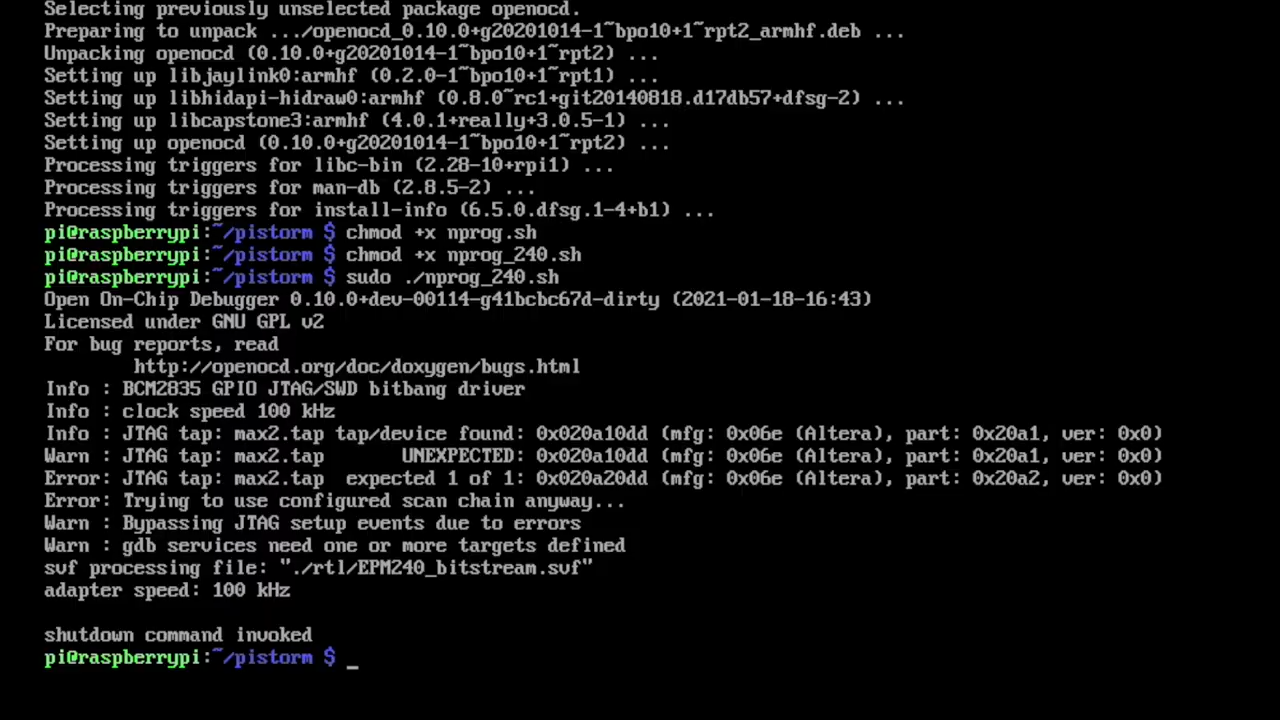 Selecting previously unselected package openocd.
Preparing to unpack .../openocd_0.10.0+g20201014-1~bpo10+1~rpt2_armhf.deb ...
Unpacking openocd (0.10.0+g20201014-1~bpo10+1~rpt2) ...
Setting up libjaylink0:armhf (0.2.0-1~bpo10+1~rpt1) ...
Setting up libhidapi-hidraw0:armhf (0.8.0~rc1+git20140818.d17db57+dfsg-2) ...
Setting up libcapstone3:armhf (4.0.1+really+3.0.5-1) ...
Setting up openocd (0.10.0+g20201014-1~bpo10+1~rpt2) ...
Processing triggers for libc-bin (2.28-10+rpi1) ...
Processing triggers for man-db (2.8.5-2) ...
Processing triggers for install-info (6.5.0.dfsg.1-4+b1) ...
pi@raspberrypi:~/pistorm $ chmod +x nprog.sh
pi@raspberrypi:~/pistorm $ chmod +x nprog_240.sh
pi@raspberrypi:~/pistorm $ sudo ./nprog_240.sh
Open On-Chip Debugger 0.10.0+dev-00114-g41bcbc67d-dirty (2021-01-18-16:43)
Licensed under GNU GPL v2
For bug reports, read
        http://openocd.org/doc/doxygen/bugs.html
Info : BCM2835 GPIO JTAG/SWD bitbang driver
Info : clock speed 100 kHz
Info : JTAG tap: max2.tap tap/device found: 0x020a10dd (mfg: 0x06e (Altera), part: 0x20a1, ver: 0x0)
Warn : JTAG tap: max2.tap       UNEXPECTED: 0x020a10dd (mfg: 0x06e (Altera), part: 0x20a1, ver: 0x0)
Error: JTAG tap: max2.tap  expected 1 of 1: 0x020a20dd (mfg: 0x06e (Altera), part: 0x20a2, ver: 0x0)
Error: Trying to use configured scan chain anyway...
Warn : Bypassing JTAG setup events due to errors
Warn : gdb services need one or more targets defined
svf processing file: "./rtl/EPM240_bitstream.svf"
adapter speed: 100 kHz

shutdown command invoked
pi@raspberrypi:~/pistorm $ _